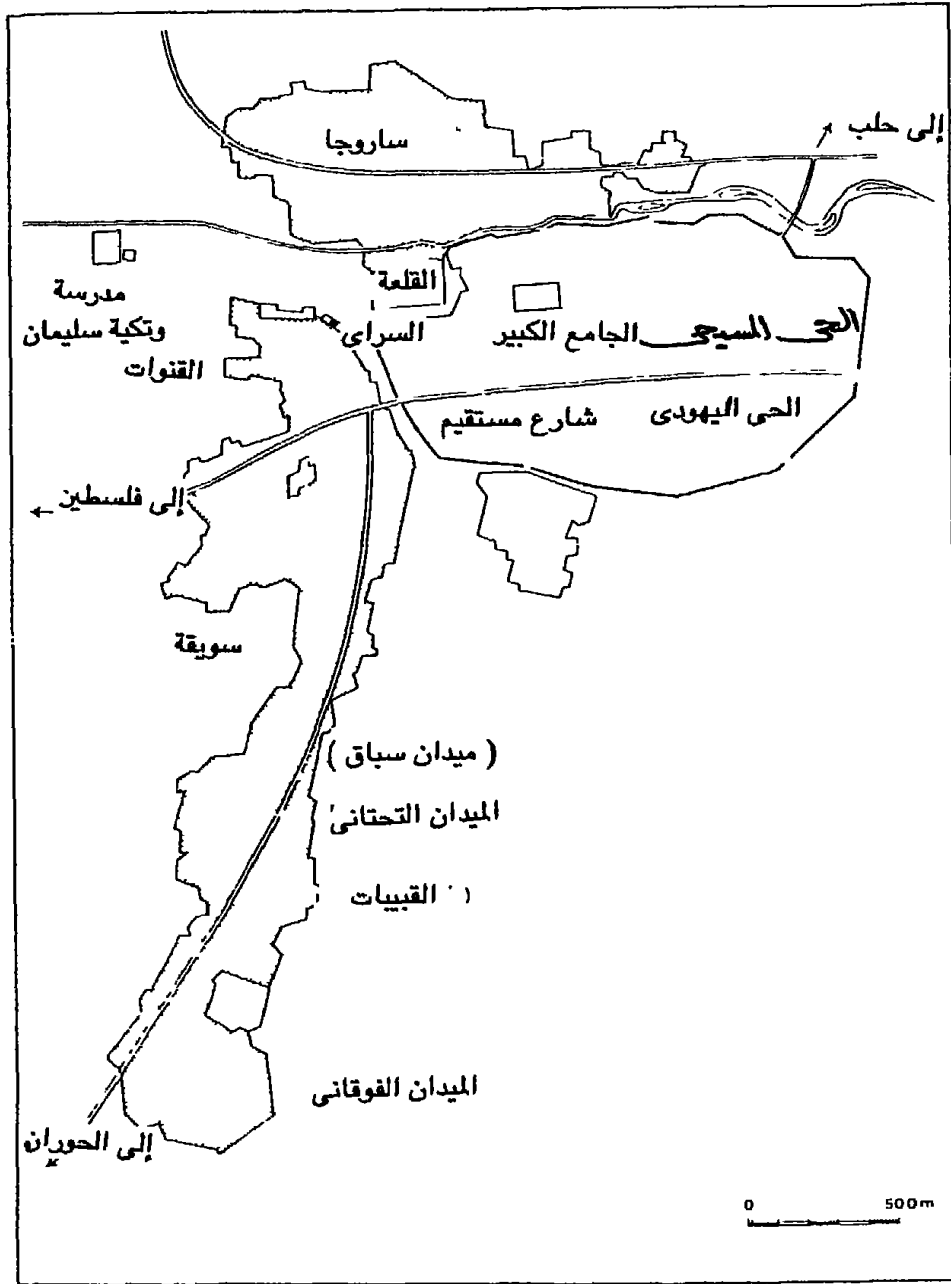 إلى حلب
ساروجا
القلعة
مدرسة
وتكية سليمان
السراى
الجامع الكبير
الحى المسيحى
القنوات
الحى اليهودى
شارع مستقيم
إلى فلسطين
سويقة
( ميدان سباق )
الميدان التحتانى
القبيبات
الميدان الفوقانى
إلى الحوران
0 500m